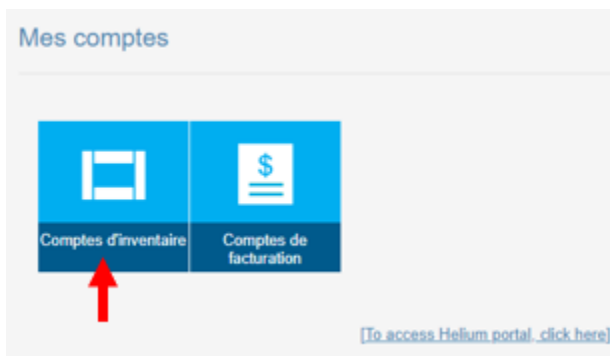 Mes comptes
$
Comptes d'inventaire
Comptes de
facturation
[To access Helium portal, click here]